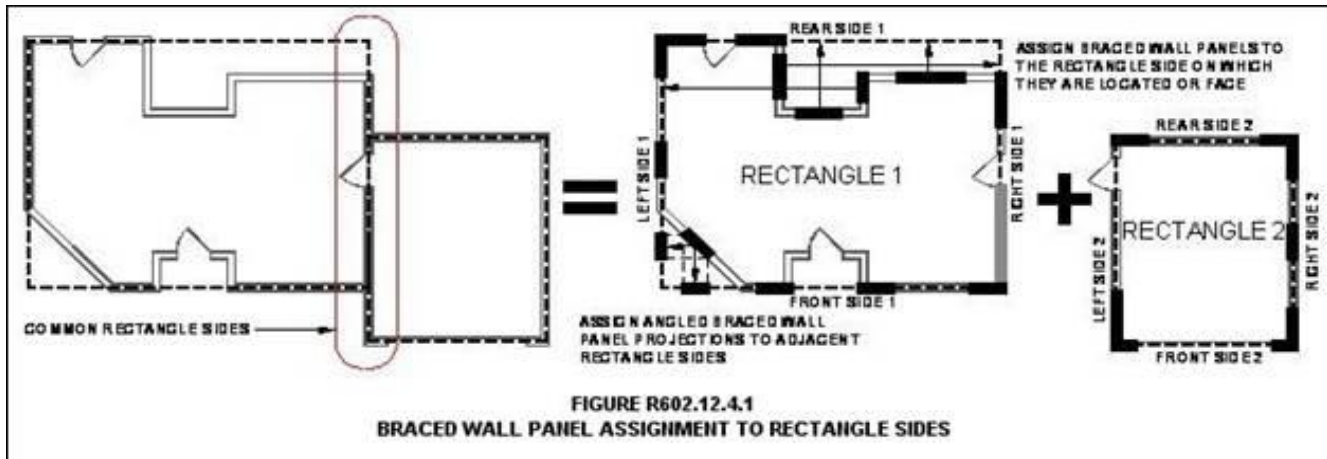 COMMON RECTANGLE SIDES
REAR SIDE 1
ASSIGN BRACED WALL PANELS TO
THE RECTANGLE SIDE ON WHICH
THEY ARE LOCATED OR FACE
LEFT SIDE 1
RECTANGLE 1
RIGHT SIDE 1
FRONT SIDE 1
ASSIGN ANGLED BRACED WALL
PANEL PROJECTIONS TO ADJACENT
RECTANGLE SIDES
REAR SIDE 2
LEFT SIDE 2
RECTANGLE 2
RIGHT SIDE 2
FRONT SIDE 2
FIGURE R602.12.4.1
BRACED WALL PANEL ASSIGNMENT TO RECTANGLE SIDES